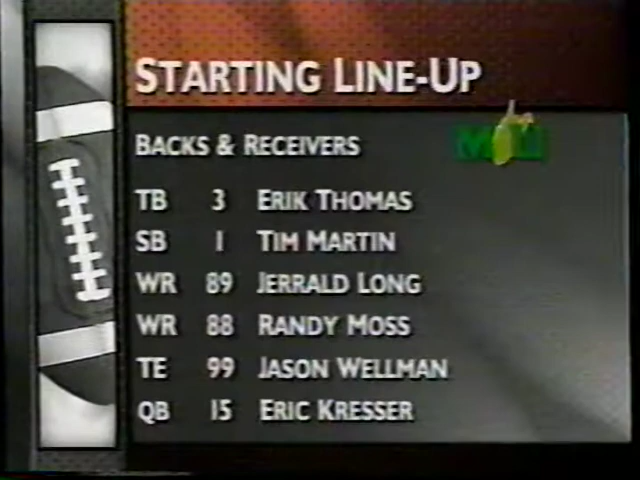 STARTING LINE-UP
BACKS & RECEIVERS
MU
TB 3 ERIK THOMAS
SB 1 TIM MARTIN
WR 89 JERRALD LONG
WR 88 RANDY MOSS
TE 99 JASON WELLMAN
QB 15 ERIC KRESSER